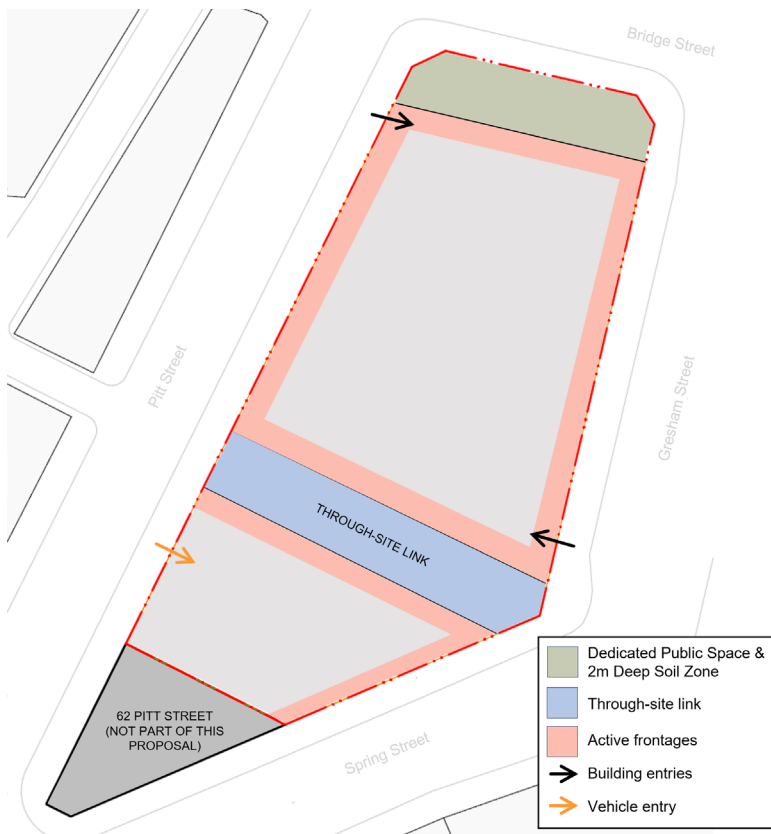 Bridge Street
Pitt Street
Gresham Street
THROUGH-SITE LINK
62 PITT STREET
(NOT PART OF THIS
PROPOSAL)
Spring Street
Dedicated Public Space &
2m Deep Soil Zone
Through-site link
Active frontages
Building entries
Vehicle entry